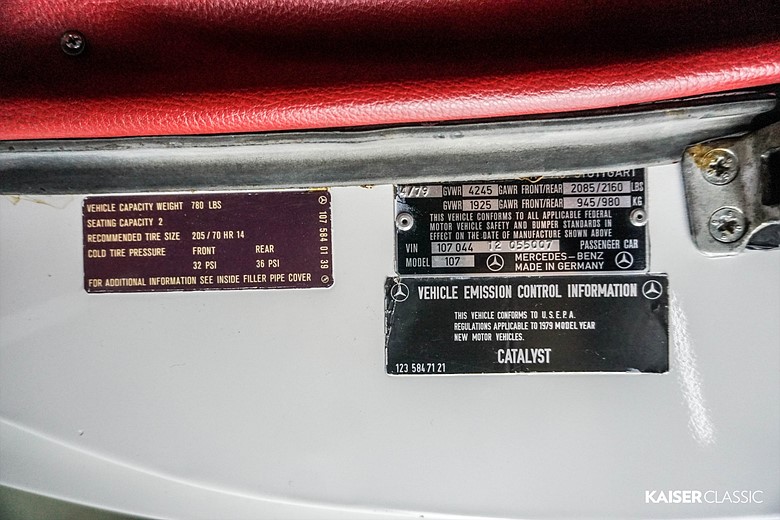 VEHICLE CAPACITY WEIGHT 780 LBS
SEATING CAPACITY 2
RECOMMENDED TIRE SIZE 205/70 HR 14
COLD TIRE PRESSURE FRONT REAR
32 PSI 36 PSI
FOR ADDITIONAL INFORMATION SEE INSIDE FILLER PIPE COVER
107 584 01 39
STUTTGART
4/79 GVWR 4245 GAWR FRONT/REAR 2085/2160 LBS
GVWR 1925 GAWR FRONT/REAR 945/980 KG
THIS VEHICLE CONFORMS TO ALL APPLICABLE FEDERAL
MOTOR VEHICLE SAFETY AND BUMPER STANDARDS IN
EFFECT ON THE DATE OF MANUFACTURE SHOWN ABOVE
VIN 107 044 12 055007 PASSENGER CAR
MODEL 107 MERCEDES-BENZ
MADE IN GERMANY
VEHICLE EMISSION CONTROL INFORMATION
THIS VEHICLE CONFORMS TO U.S.E.P.A.
REGULATIONS APPLICABLE TO 1979 MODEL YEAR
NEW MOTOR VEHICLES.
CATALYST
123 584 71 21
KAISER CLASSIC